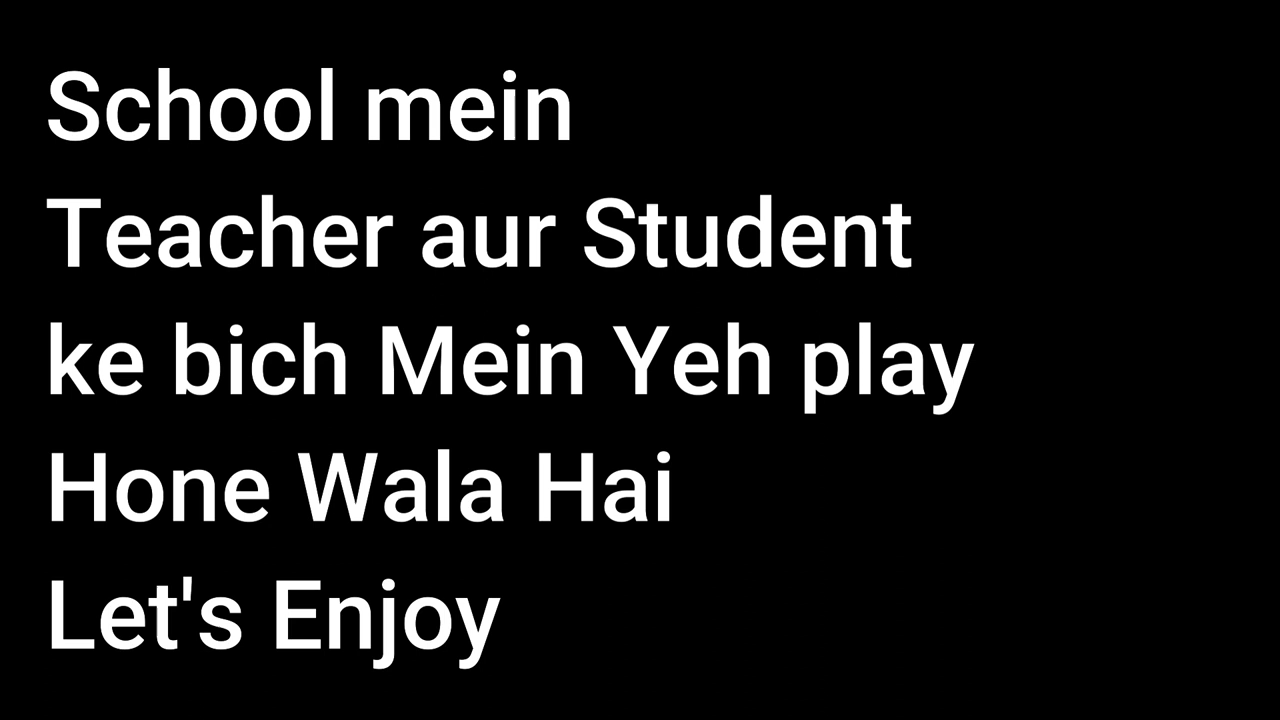 School mein
Teacher aur Student
ke bich Mein Yeh play
Hone Wala Hai
Let's Enjoy